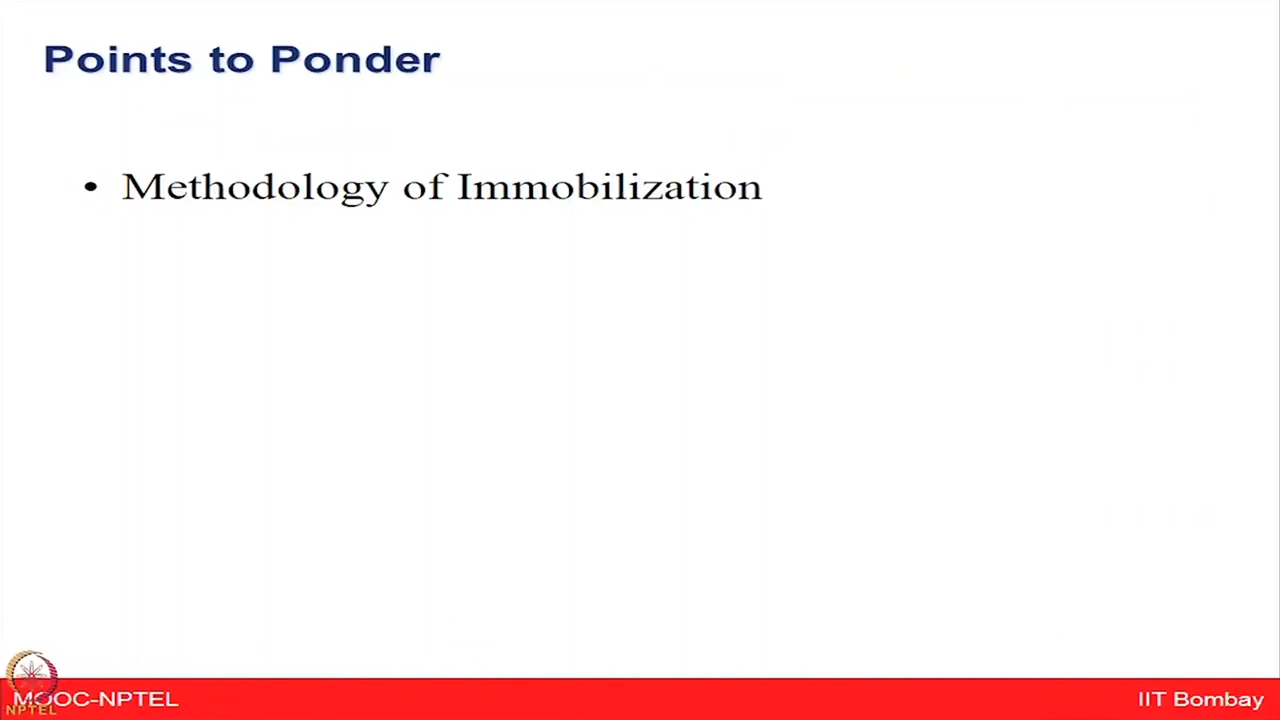 Points to Ponder
• Methodology of Immobilization
MOOC-NPTEL
NPTEL
IIT Bombay